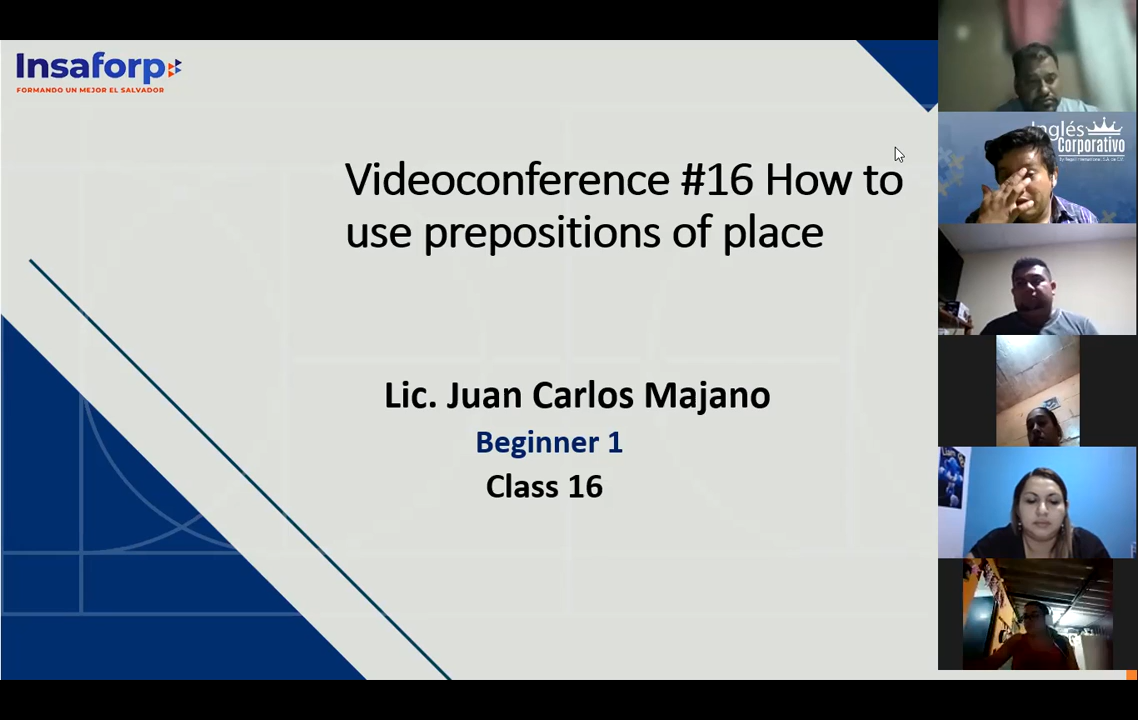 Insaforp
FORMANDO UN MEJOR EL SALVADOR
Videoconference #16 How to
use prepositions of place
Lic. Juan Carlos Majano
Beginner 1
Class 16
Inglés
Corporativo